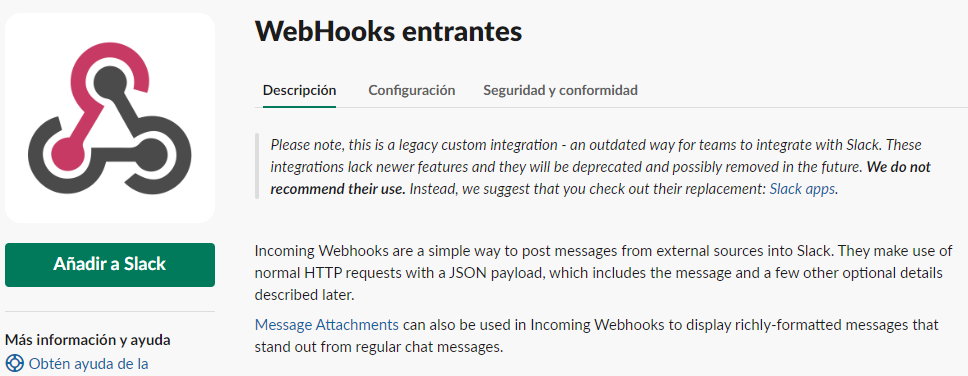 WebHooks entrantes
Descripción Configuración Seguridad y conformidad
Please note, this is a legacy custom integration - an outdated way for teams to integrate with Slack. These
integrations lack newer features and they will be deprecated and possibly removed in the future. We do not
recommend their use. Instead, we suggest that you check out their replacement: Slack apps.
Añadir a Slack
Incoming Webhooks are a simple way to post messages from external sources into Slack. They make use of
normal HTTP requests with a JSON payload, which includes the message and a few other optional details
described later.
Message Attachments can also be used in Incoming Webhooks to display richly-formatted messages that
stand out from regular chat messages.
Más información y ayuda
Obtén ayuda de la